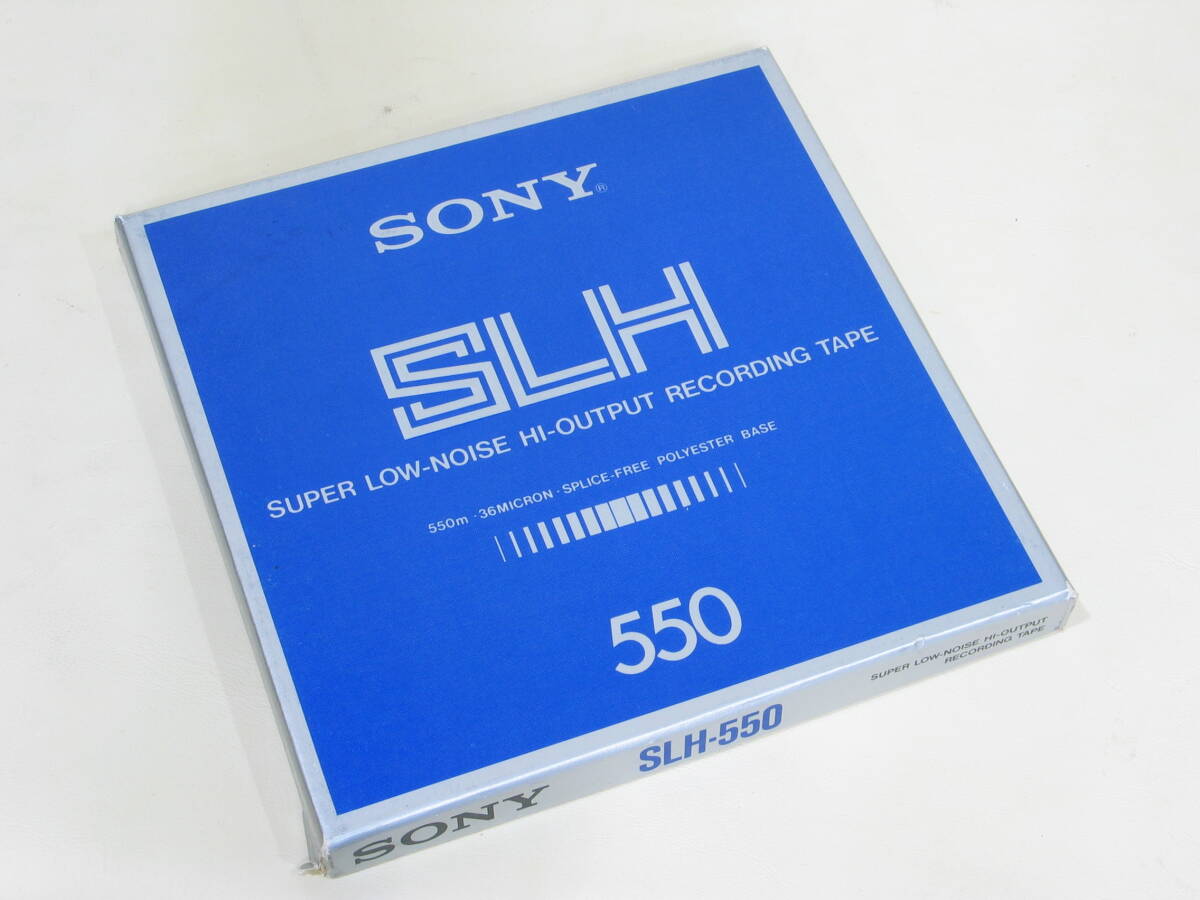 SONY®
SLH
SUPER LOW-NOISE HI-OUTPUT RECORDING TAPE
550m · 36MICRON · SPLICE-FREE POLYESTER BASE
550
SONY
SLH-550
SUPER LOW-NOISE HI-OUTPUT
RECORDING TAPE